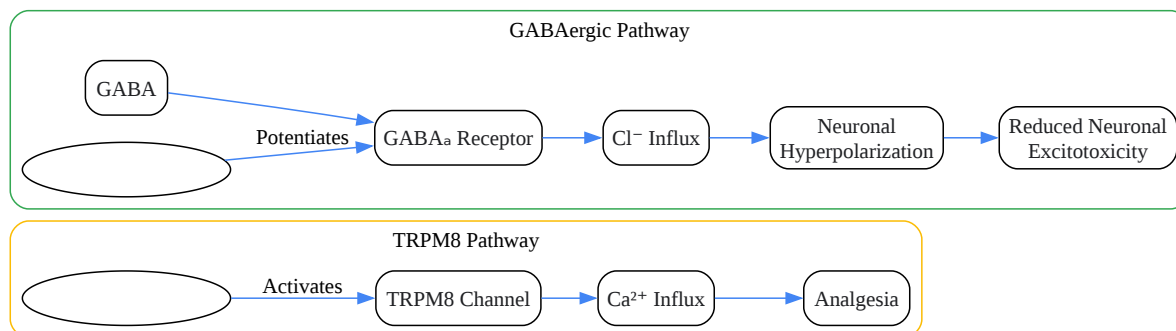 GABAergic Pathway
GABA
Potentiates
GABAₐ Receptor
Cl⁻ Influx
Neuronal
Hyperpolarization
Reduced Neuronal
Excitotoxicity
TRPM8 Pathway
Activates
TRPM8 Channel
Ca²⁺ Influx
Analgesia